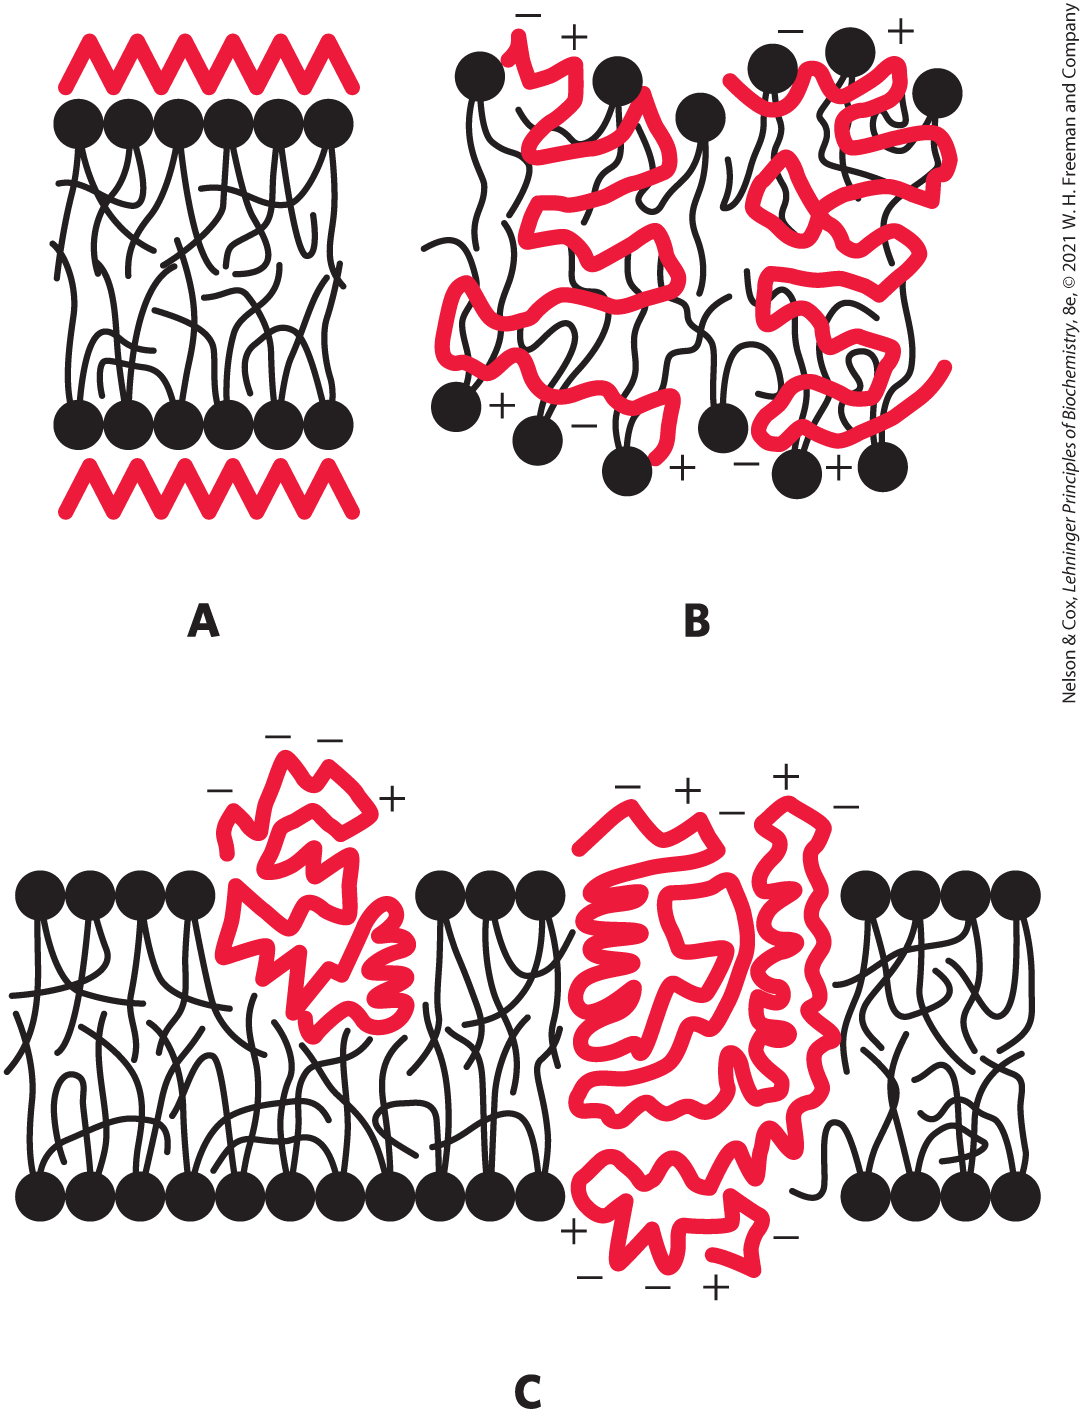 − + − +
+ − + − +
A B
− − − +
− + − + −
+ − − + −
C
Nelson & Cox, Lehninger Principles of Biochemistry, 8e, © 2021 W. H. Freeman and Company